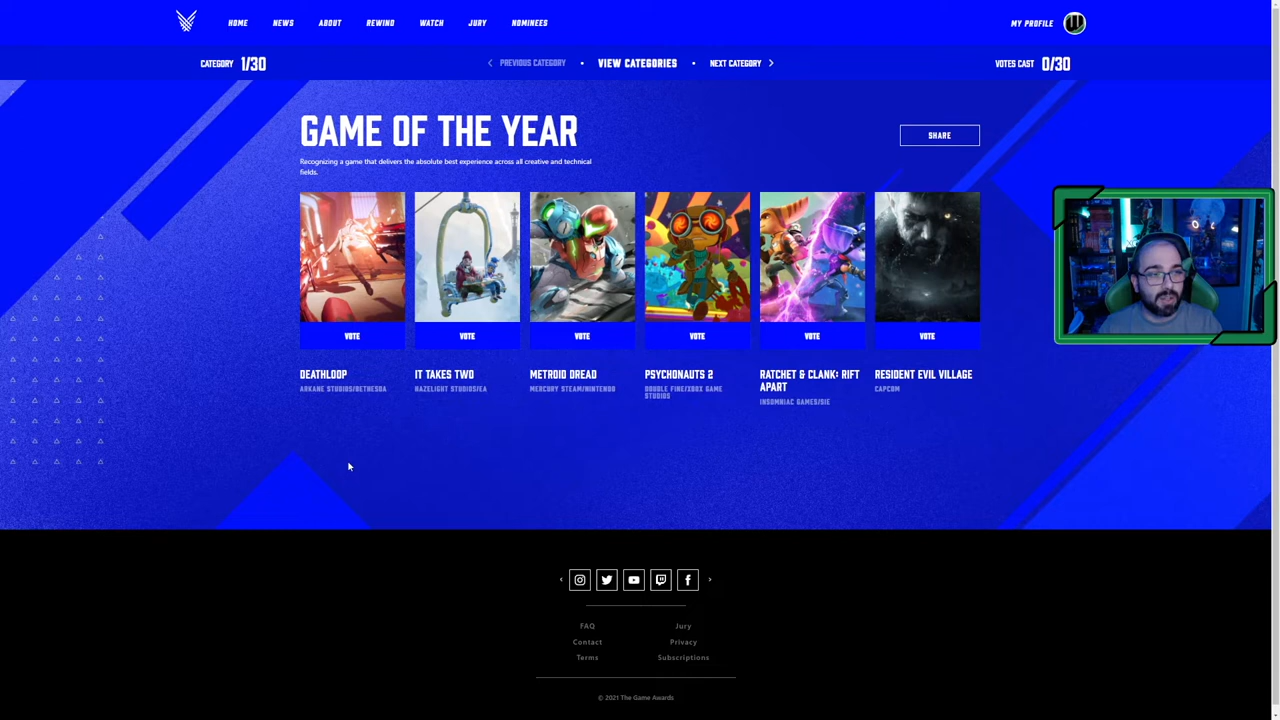 HOME NEWS ABOUT REWIND WATCH JURY NOMINEES MY PROFILE
CATEGORY 1/30 PREVIOUS CATEGORY • VIEW CATEGORIES • NEXT CATEGORY VOTES CAST 0/30
GAME OF THE YEAR
SHARE
Recognizing a game that delivers the absolute best experience across all creative and technical
fields.
VOTE VOTE VOTE VOTE VOTE VOTE
DEATHLOOP
ARKANE STUDIOS/BETHESDA
IT TAKES TWO
HAZELIGHT STUDIOS/EA
METROID DREAD
MERCURY STEAM/NINTENDO
PSYCHONAUTS 2
DOUBLE FINE/XBOX GAME
STUDIOS
RATCHET & CLANK: RIFT
APART
INSOMNIAC GAMES/SIE
RESIDENT EVIL VILLAGE
CAPCOM
FAQ Jury
Contact Privacy
Terms Subscriptions
© 2021 The Game Awards